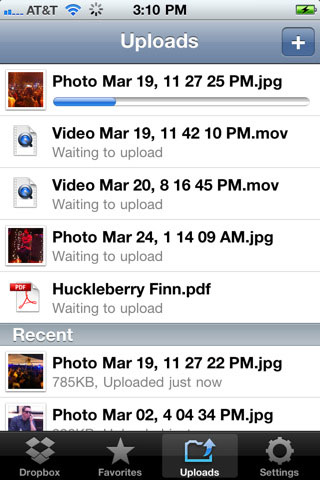 AT&T 3:10 PM
Uploads +
Photo Mar 19, 11 27 25 PM.jpg
Video Mar 19, 11 42 10 PM.mov
Waiting to upload
Video Mar 20, 8 16 45 PM.mov
Waiting to upload
Photo Mar 24, 1 14 09 AM.jpg
Waiting to upload
PDF
Huckleberry Finn.pdf
Waiting to upload
Recent
Photo Mar 19, 11 27 22 PM.jpg
785KB, Uploaded just now
Photo Mar 02, 4 04 34 PM.jpg
Dropbox Favorites Uploads Settings